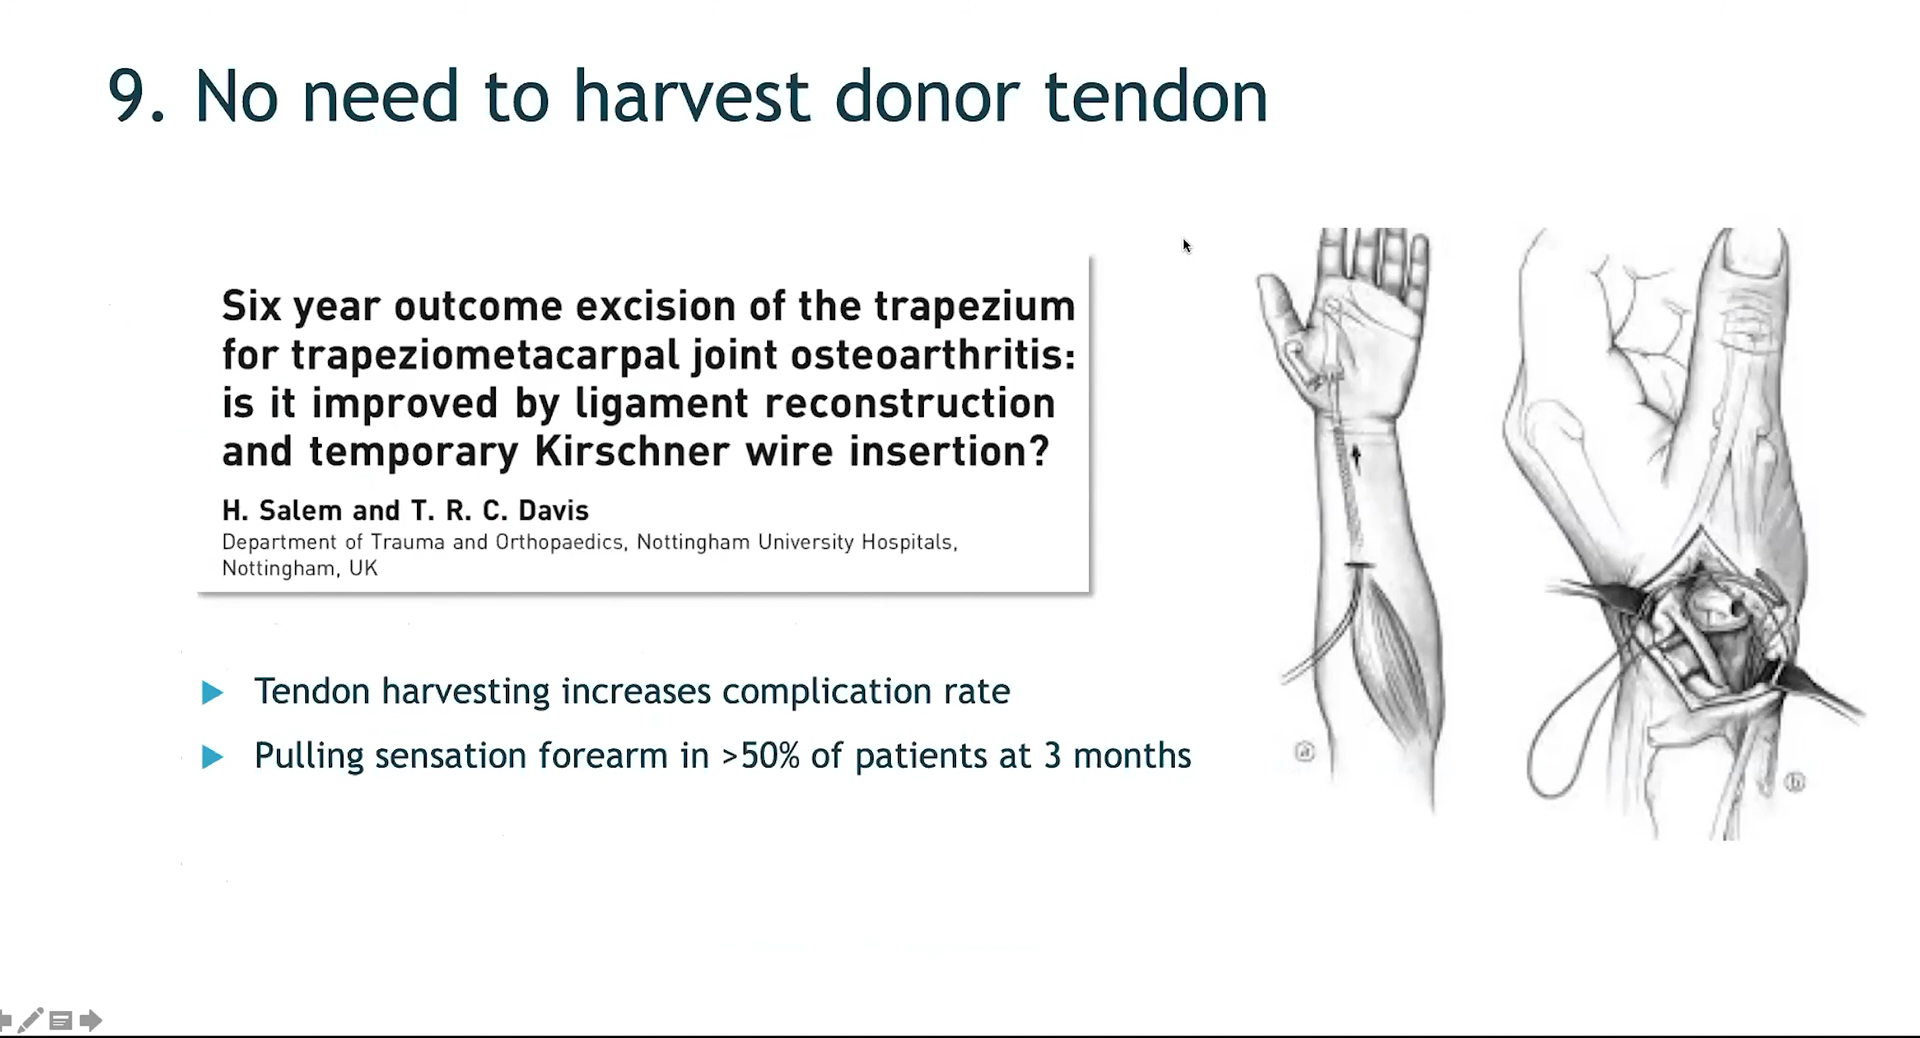 9. No need to harvest donor tendon
Six year outcome excision of the trapezium
for trapeziometacarpal joint osteoarthritis:
is it improved by ligament reconstruction
and temporary Kirschner wire insertion?
H. Salem and T. R. C. Davis
Department of Trauma and Orthopaedics, Nottingham University Hospitals,
Nottingham, UK
Tendon harvesting increases complication rate
Pulling sensation forearm in >50% of patients at 3 months
a
b